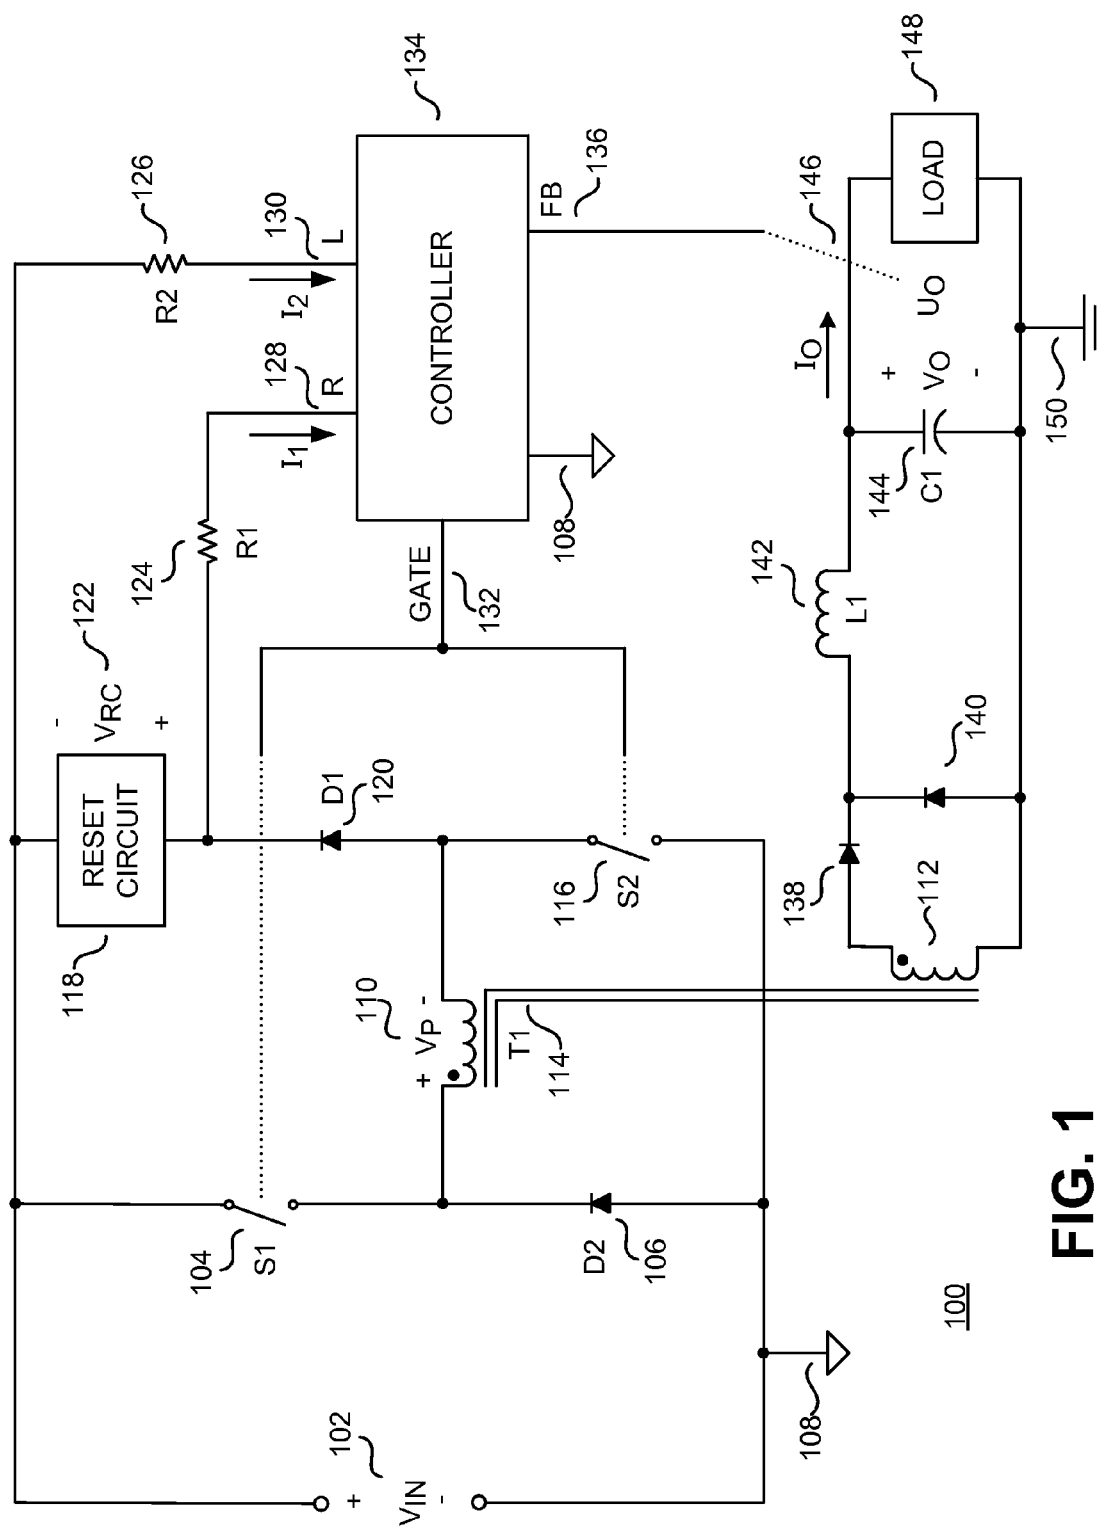 126
R2
134
130
L
I2
128
R
I1
124
R1
CONTROLLER
FB
136
108
GATE
132
122
-
VRC
+
RESET
CIRCUIT
118
D1
120
116
S2
110
+ VP -
T1
114
104
S1
D2
106
102
+
VIN
-
108
148
LOAD
146
UO
IO
+
VO
-
150
144
C1
142
L1
140
138
112
100
FIG. 1